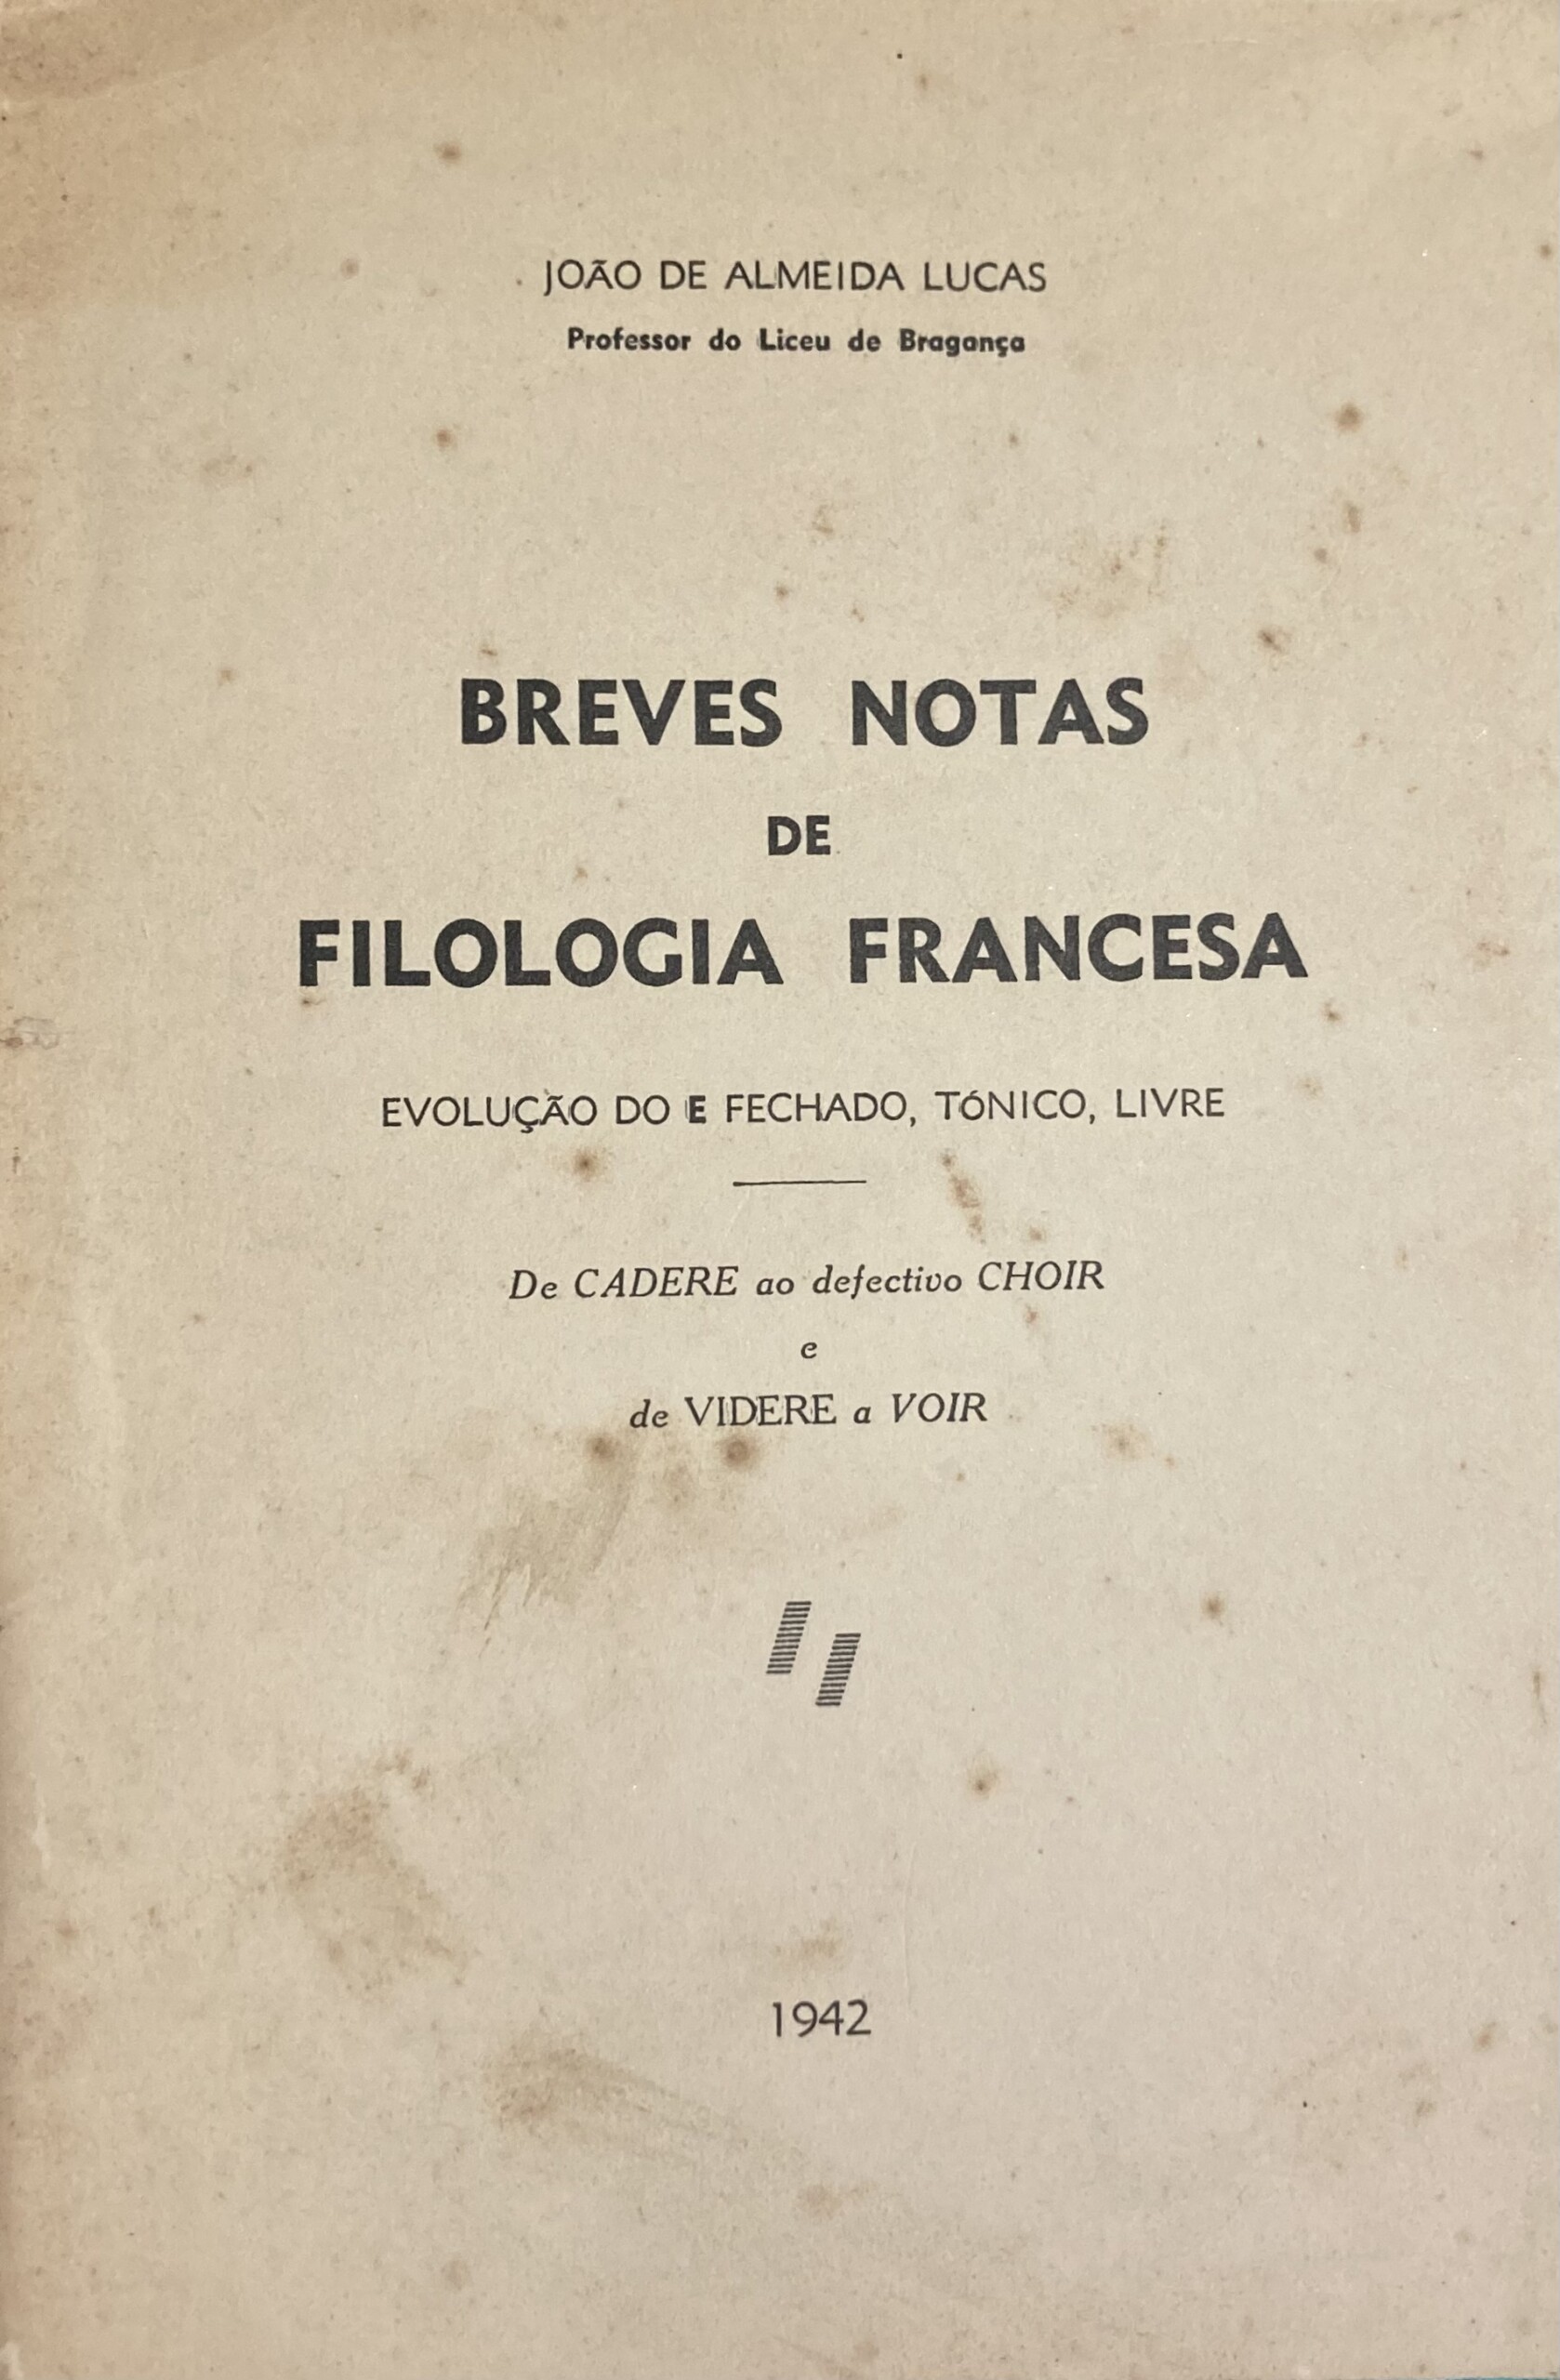 JOÃO DE ALMEIDA LUCAS
Professor do Liceu de Bragança
BREVES NOTAS
DE
FILOLOGIA FRANCESA
EVOLUÇÃO DO E FECHADO, TÓNICO, LIVRE
De CADERE ao defectivo CHOIR
e
de VIDERE a VOIR
1942